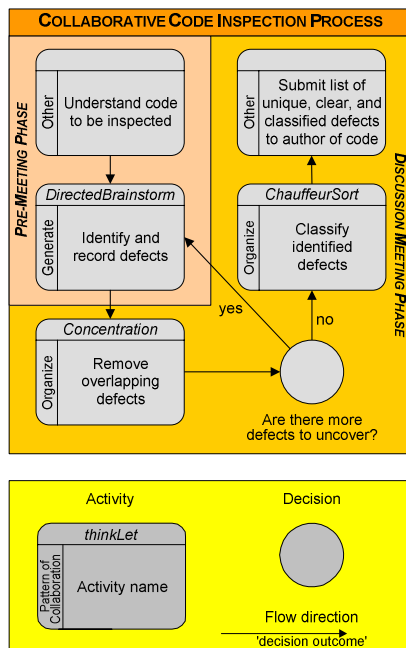 COLLABORATIVE CODE INSPECTION PROCESS
PRE-MEETING PHASE
Other
Understand code
to be inspected
DirectedBrainstorm
Generate
Identify and
record defects
Concentration
Organize
Remove
overlapping
defects
Other
Submit list of
unique, clear, and
classified defects
to author of code
ChauffeurSort
Organize
Classify
identified
defects
DISCUSSION MEETING PHASE
yes
no
Are there more
defects to uncover?
Activity
thinkLet
Pattern of
Collaboration
Activity name
Decision
Flow direction
'decision outcome'